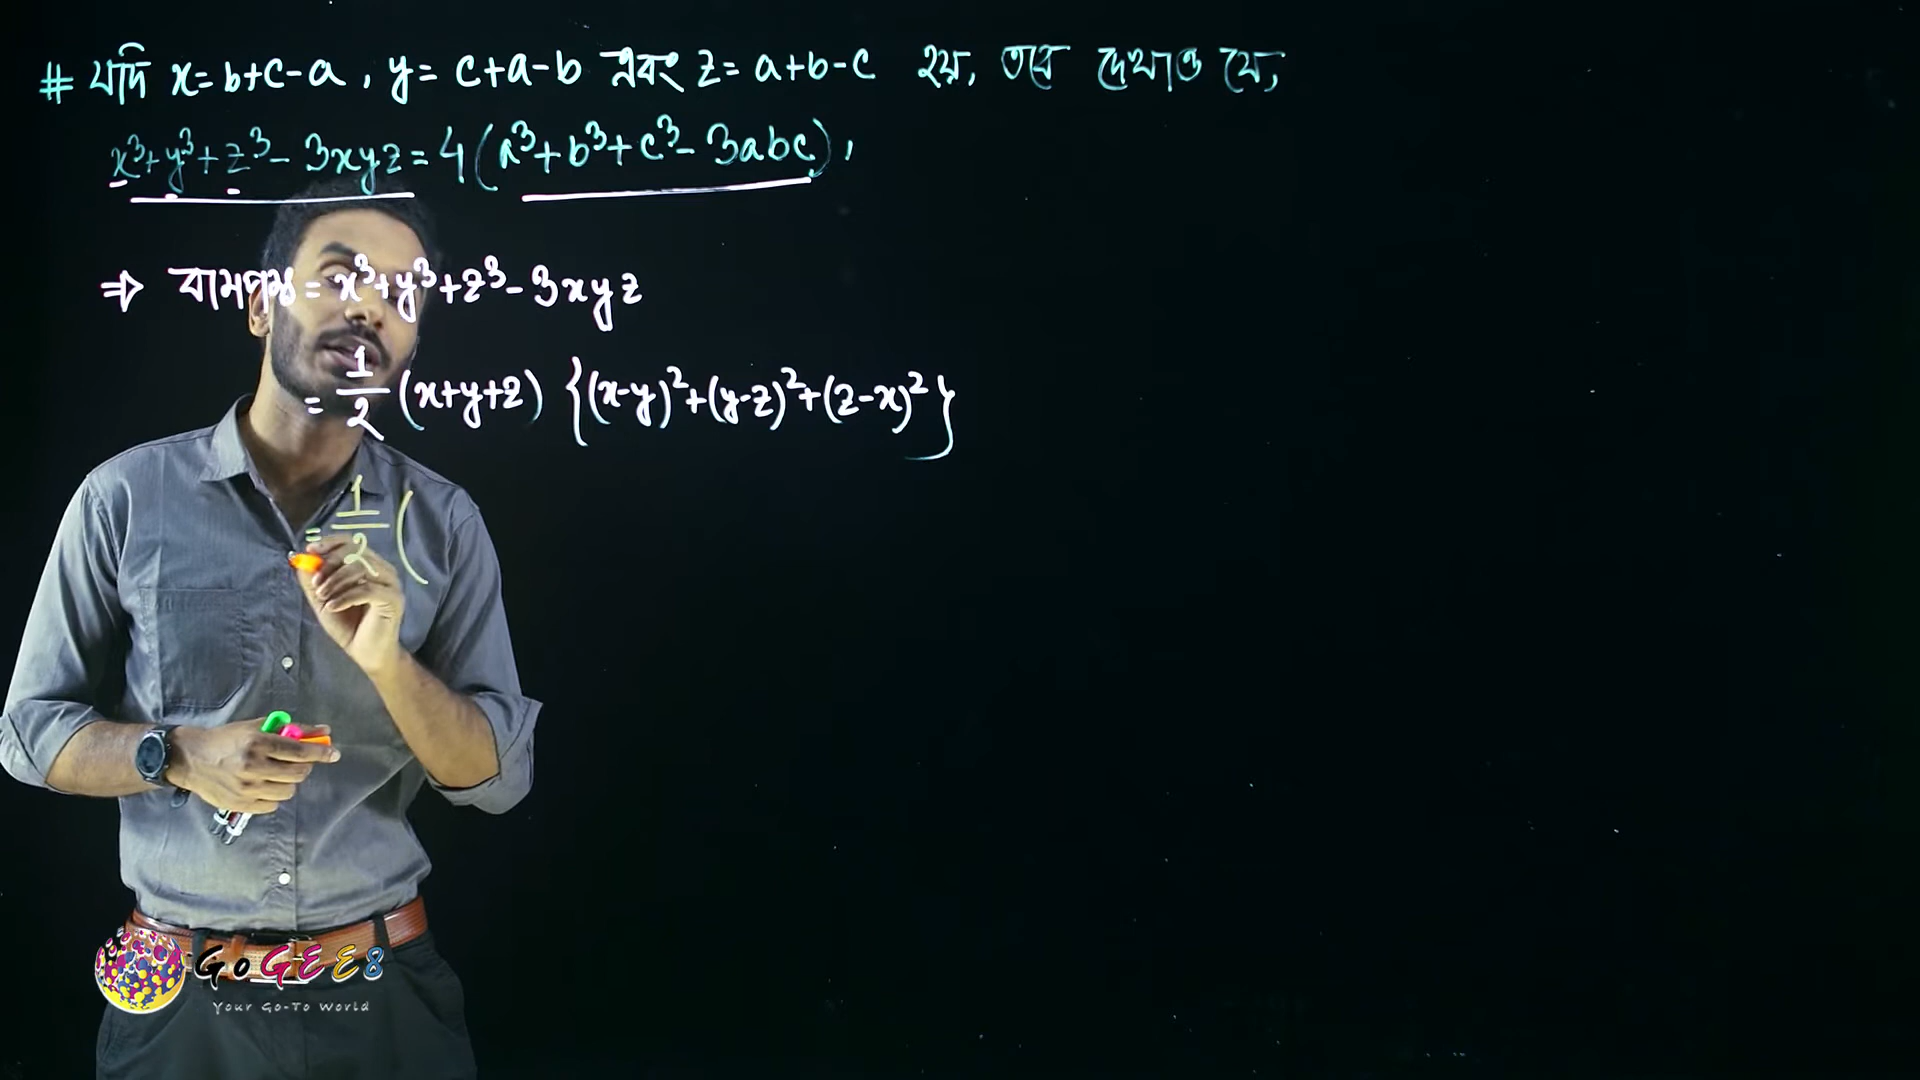 # যদি x=b+c-a, y=c+a-b এবং z=a+b-c হয়, তবে দেখাও যে,
x³+y³+z³-3xyz=4(a³+b³+c³-3abc),
⇒ বামপক্ষ = x³+y³+z³-3xyz
= 1/2 (x+y+z) {(x-y)²+(y-z)²+(z-x)²}
= 1/2 (
GoGEE8
Your Go-To World